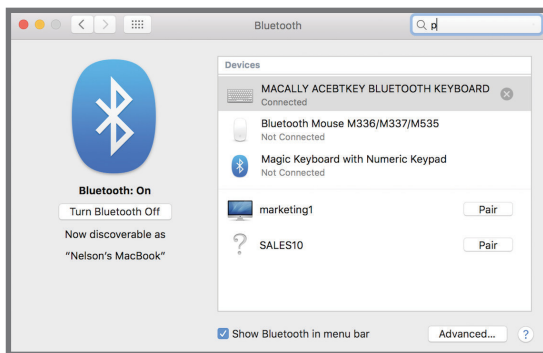 Bluetooth
p
Devices
MACALLY ACEBTKEY BLUETOOTH KEYBOARD
Connected
Bluetooth Mouse M336/M337/M535
Not Connected
Magic Keyboard with Numeric Keypad
Not Connected
marketing1
Pair
SALES10
Pair
Bluetooth: On
Turn Bluetooth Off
Now discoverable as
“Nelson’s MacBook”
Show Bluetooth in menu bar
Advanced...
?